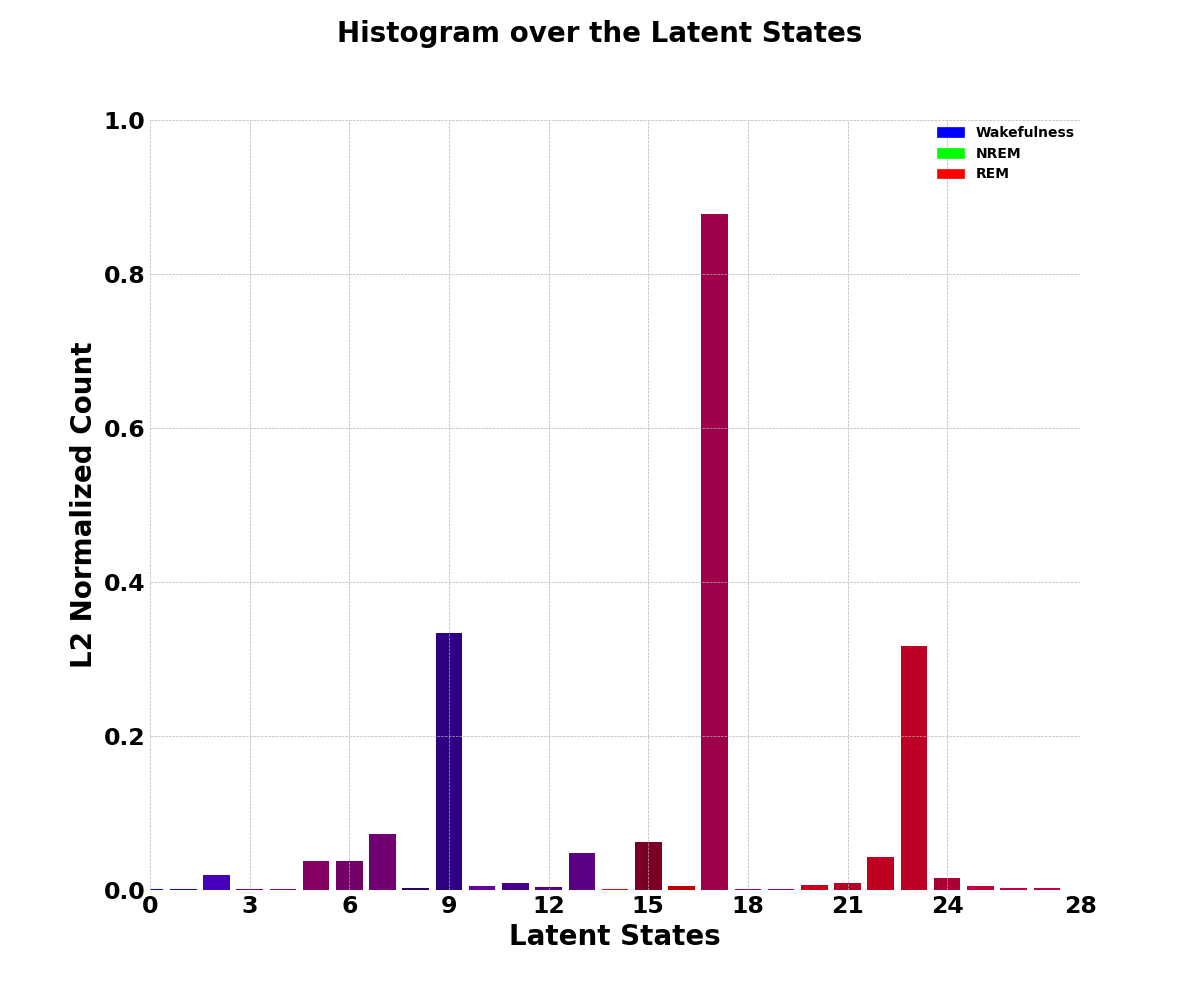 Histogram over the Latent States
Wakefulness
NREM
REM
L2 Normalized Count
1.0
0.8
0.6
0.4
0.2
0.0
0 3 6 9 12 15 18 21 24 28
Latent States